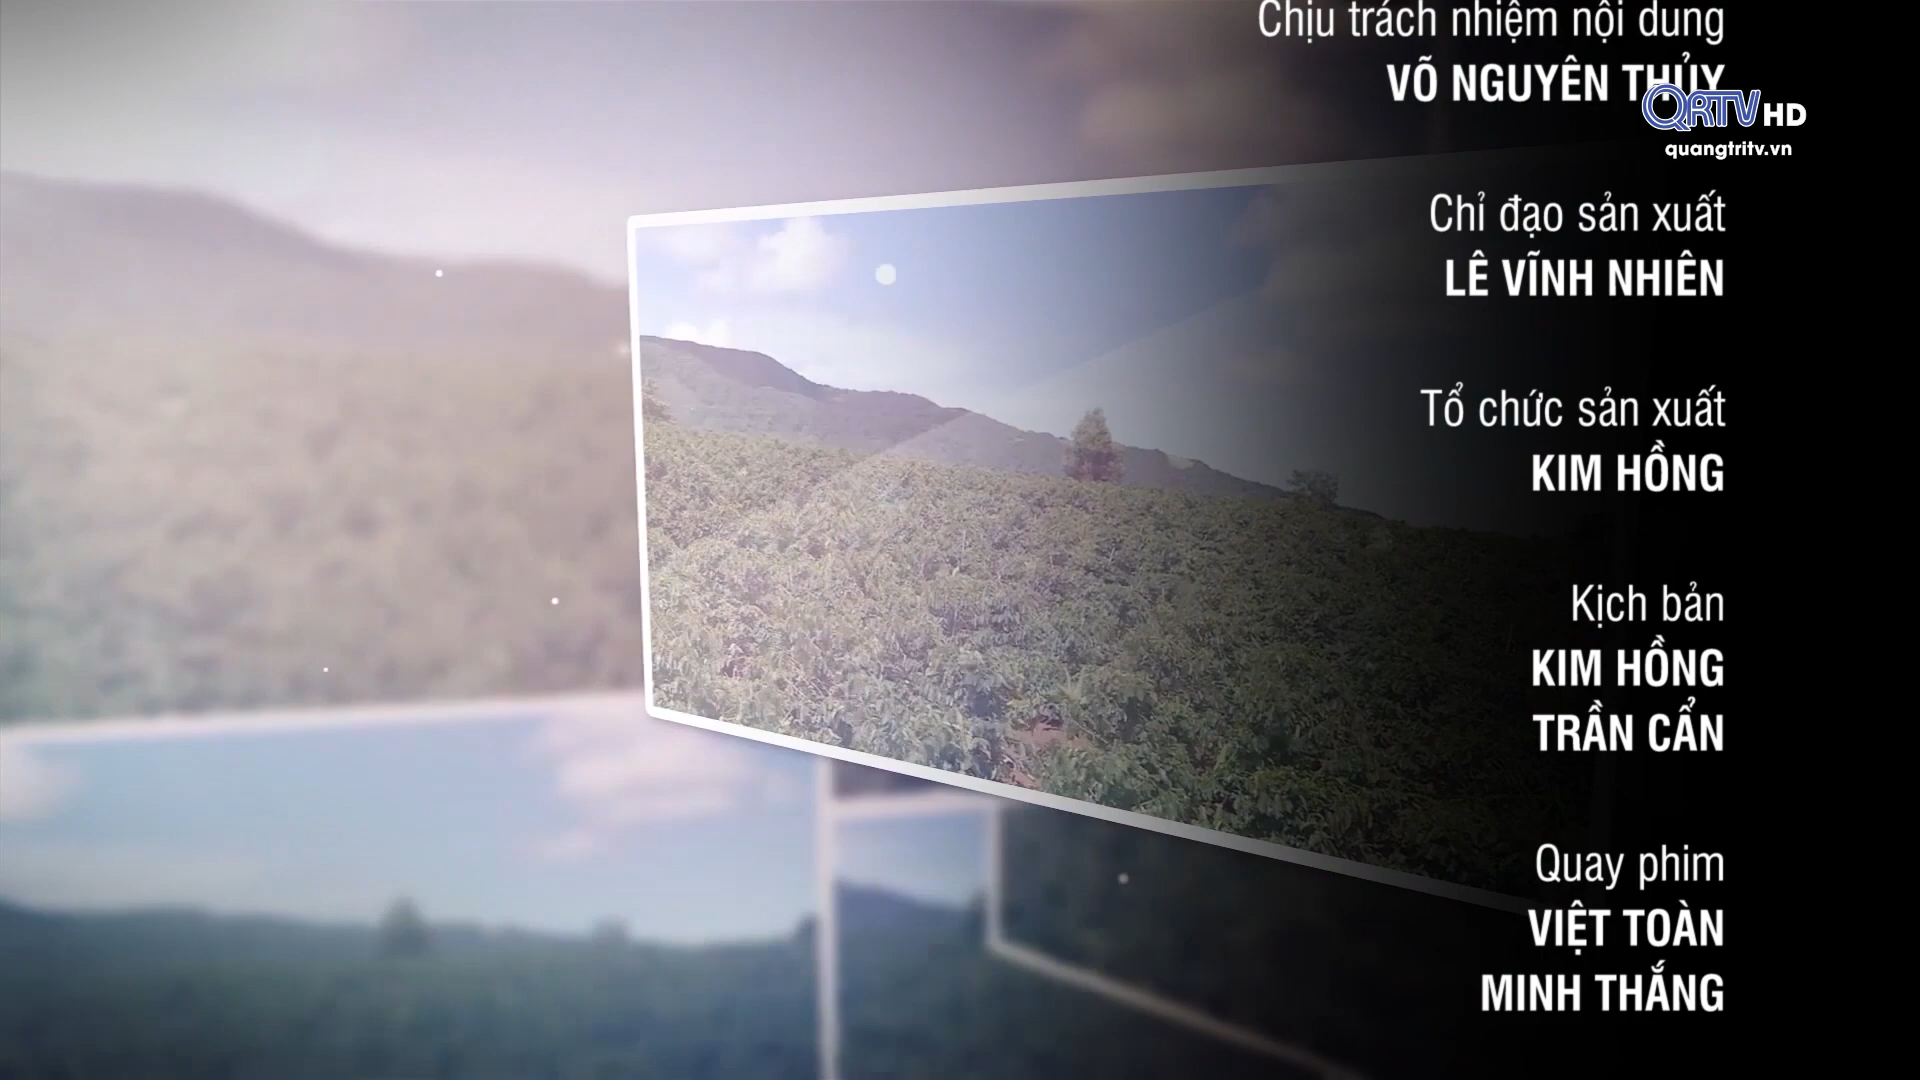 Chịu trách nhiệm nội dung
VÕ NGUYÊN THỦY
QRTV HD
quangtritv.vn
Chỉ đạo sản xuất
LÊ VĨNH NHIÊN
Tổ chức sản xuất
KIM HỒNG
Kịch bản
KIM HỒNG
TRẦN CẨN
Quay phim
VIỆT TOÀN
MINH THẮNG